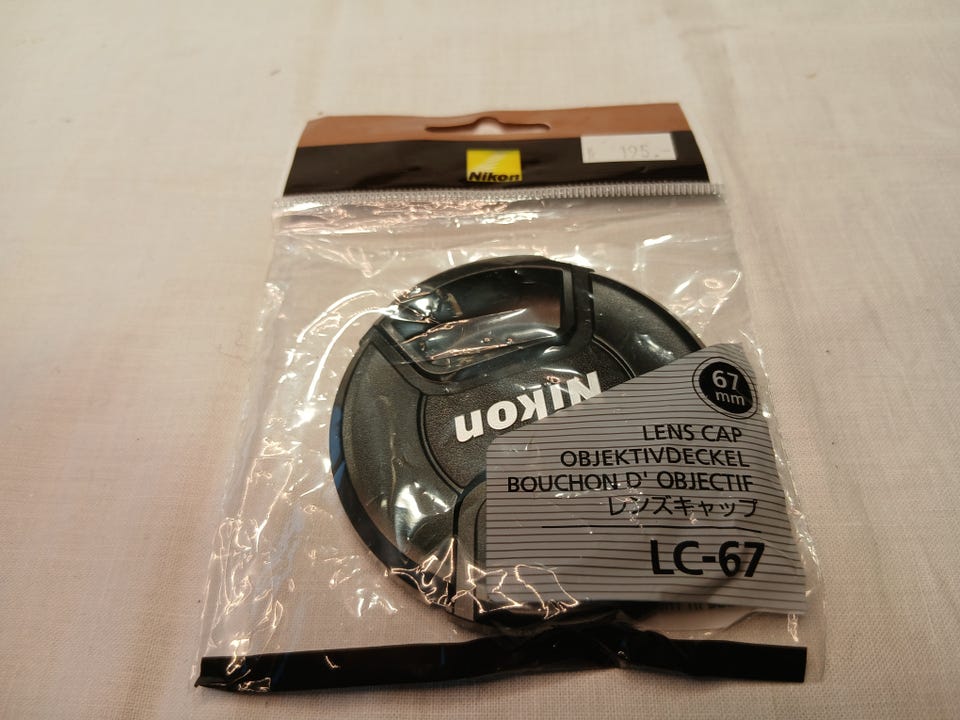 Nikon
195.-
Nikon
67
mm
LENS CAP
OBJEKTIVDECKEL
BOUCHON D' OBJECTIF
レンズキャップ
LC-67